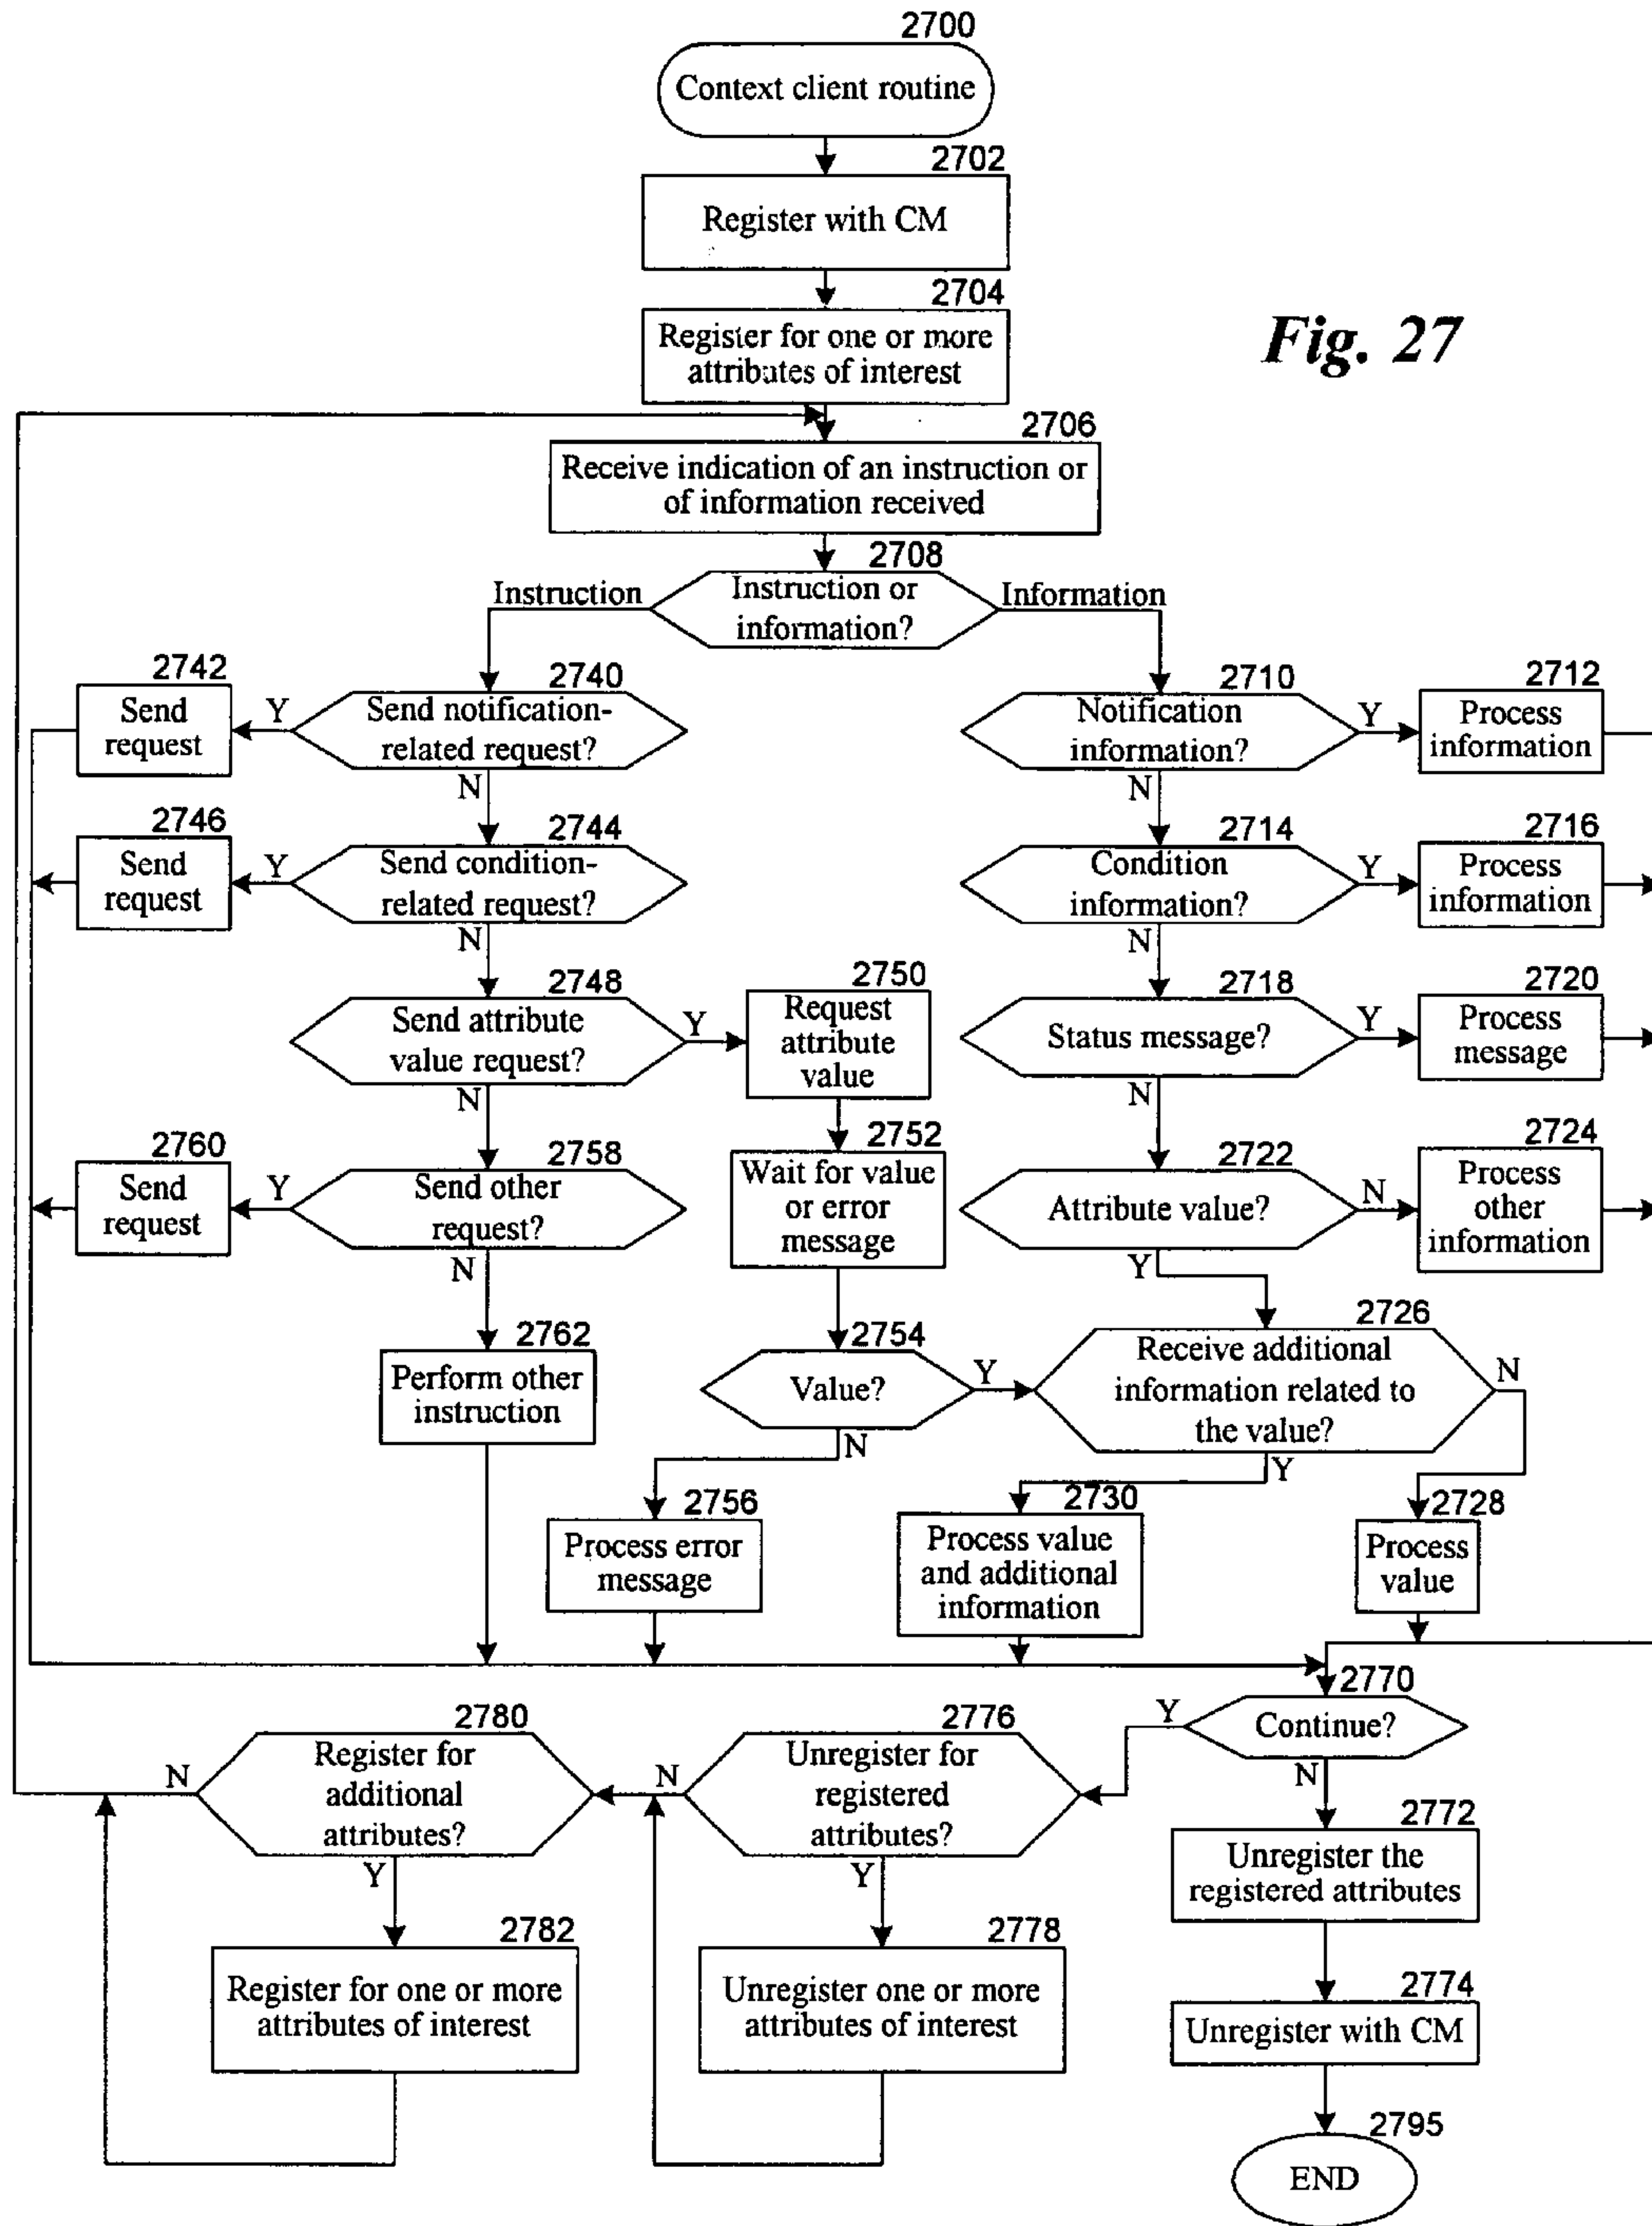 2700
Context client routine
2702
Register with CM
2704
Register for one or more
attributes of interest
Fig. 27
2706
Receive indication of an instruction or
of information received
2708
Instruction or
information?
Instruction
Information
2740
Send notification-
related request?
Y
2742
Send
request
N
2744
Send condition-
related request?
Y
2746
Send
request
N
2748
Send attribute
value request?
Y
2750
Request
attribute
value
2752
Wait for value
or error
message
N
2758
Send other
request?
Y
2760
Send
request
N
2762
Perform other
instruction
2754
Value?
Y
N
2756
Process error
message
2710
Notification
information?
Y
2712
Process
information
N
2714
Condition
information?
Y
2716
Process
information
N
2718
Status message?
Y
2720
Process
message
N
2722
Attribute value?
N
2724
Process
other
information
Y
2726
Receive additional
information related to
the value?
N
Y
2730
Process value
and additional
information
2728
Process
value
2770
Continue?
Y
N
2772
Unregister the
registered attributes
2774
Unregister with CM
2795
END
2776
Unregister for
registered
attributes?
N
Y
2778
Unregister one or more
attributes of interest
2780
Register for
additional
attributes?
N
Y
2782
Register for one or more
attributes of interest